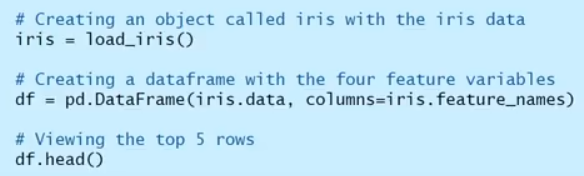 # Creating an object called iris with the iris data
iris = load_iris()
# Creating a dataframe with the four feature variables
df = pd.DataFrame(iris.data, columns=iris.feature_names)
# Viewing the top 5 rows
df.head()